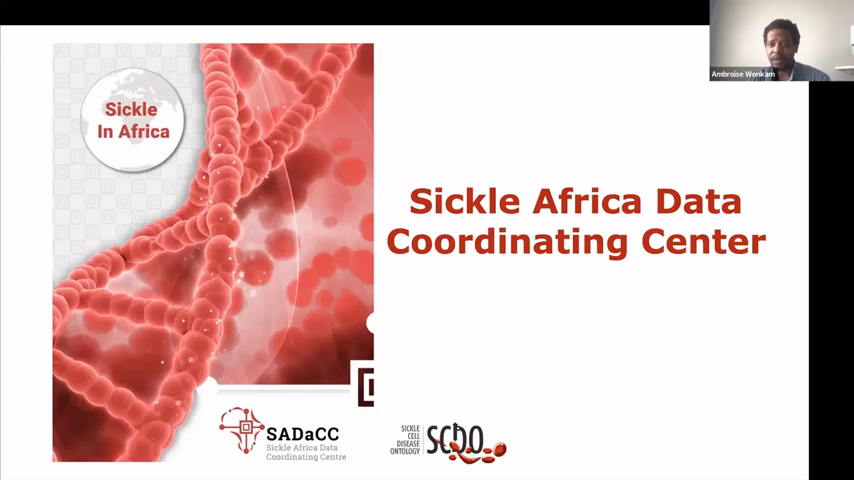 Ambroise Wonkam
Sickle
In Africa
Sickle Africa Data
Coordinating Center
SADaCC
Sickle Africa Data
Coordinating Centre
SICKLE
CELL
DISEASE
ONTOLOGY
SCDO